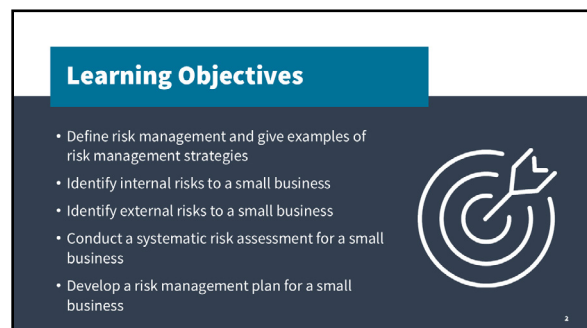 Learning Objectives
• Define risk management and give examples of
risk management strategies
• Identify internal risks to a small business
• Identify external risks to a small business
• Conduct a systematic risk assessment for a small
business
• Develop a risk management plan for a small
business
2